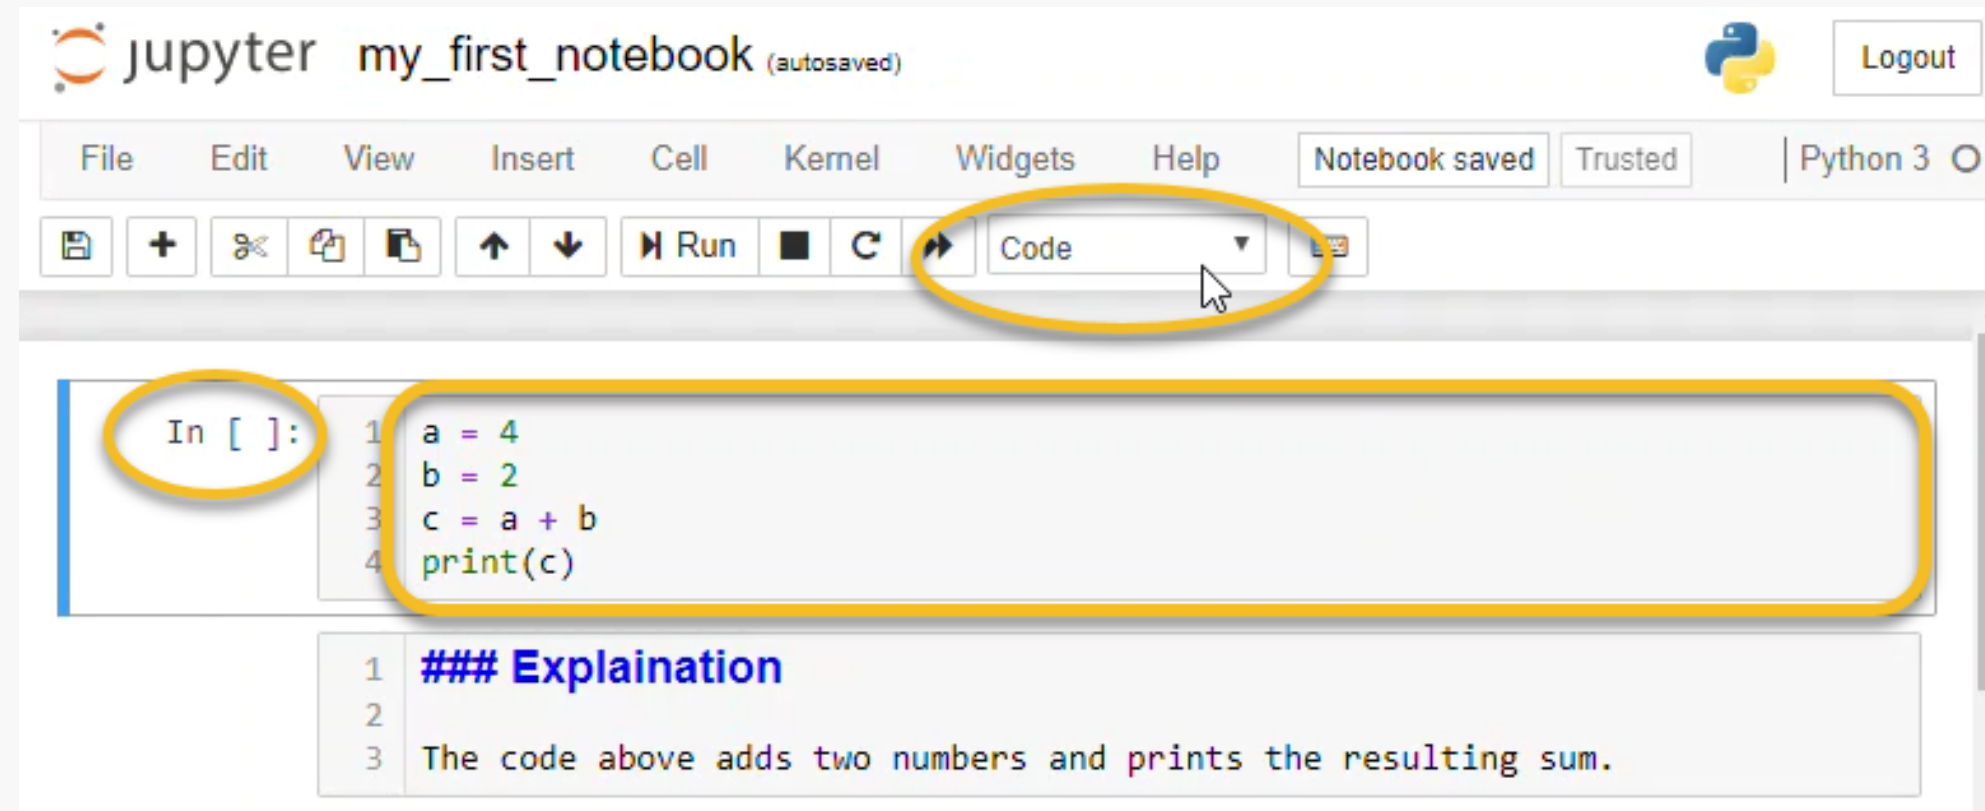 jupyter my_first_notebook (autosaved) Logout
File Edit View Insert Cell Kernel Widgets Help Notebook saved Trusted Python 3
Run Code
In [ ]: 1 a = 4
2 b = 2
3 c = a + b
4 print(c)
1 ### Explaination
2
3 The code above adds two numbers and prints the resulting sum.